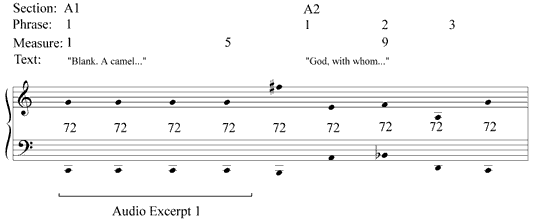 Section: A1 A2
Phrase: 1 1 2 3
Measure: 1 5 9
Text: "Blank. A camel..." "God, with whom..."
72 72 72 72 72 72 72 72 72
Audio Excerpt 1